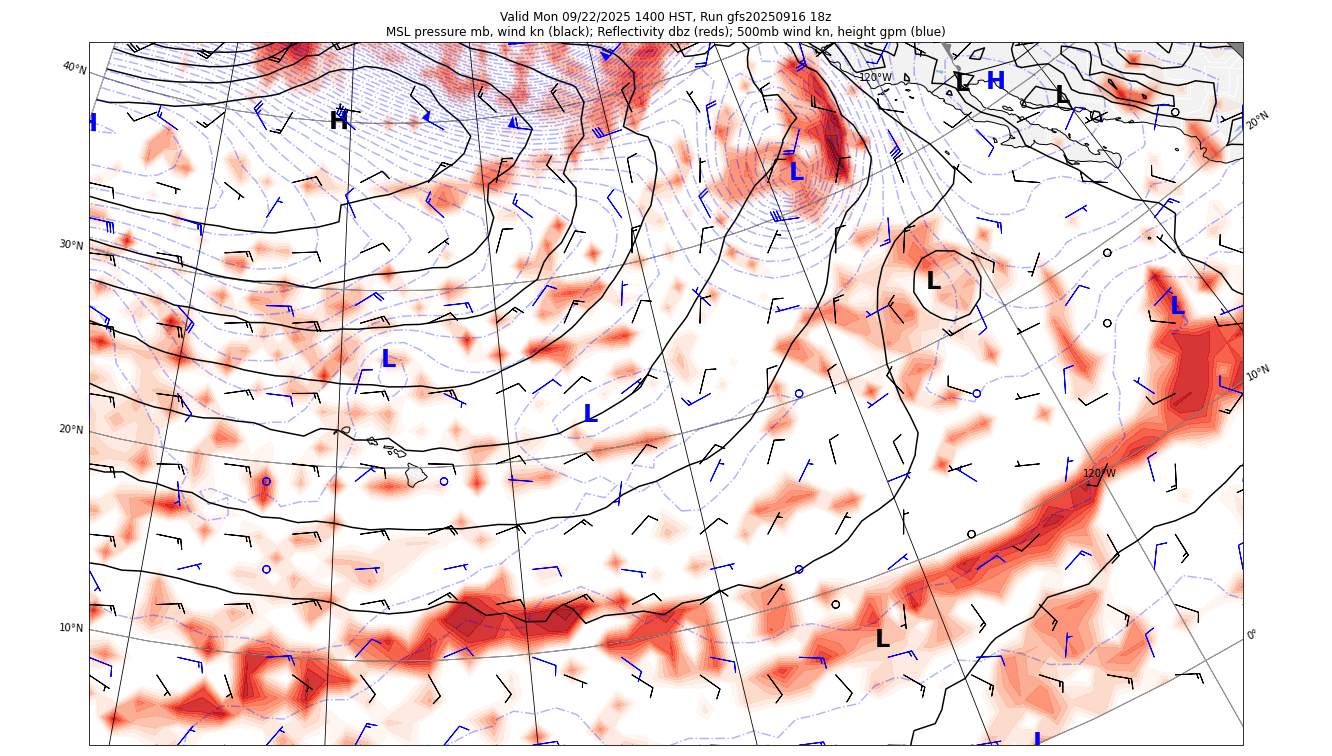 Valid Mon 09/22/2025 1400 HST, Run gfs20250916 18z
MSL pressure mb, wind kn (black); Reflectivity dbz (reds); 500mb wind kn, height gpm (blue)
40°N
120°W
L
H
L
20°N
H
H
L
30°N
L
L
10°N
L
20°N
L
120°W
10°N
L
0°
L